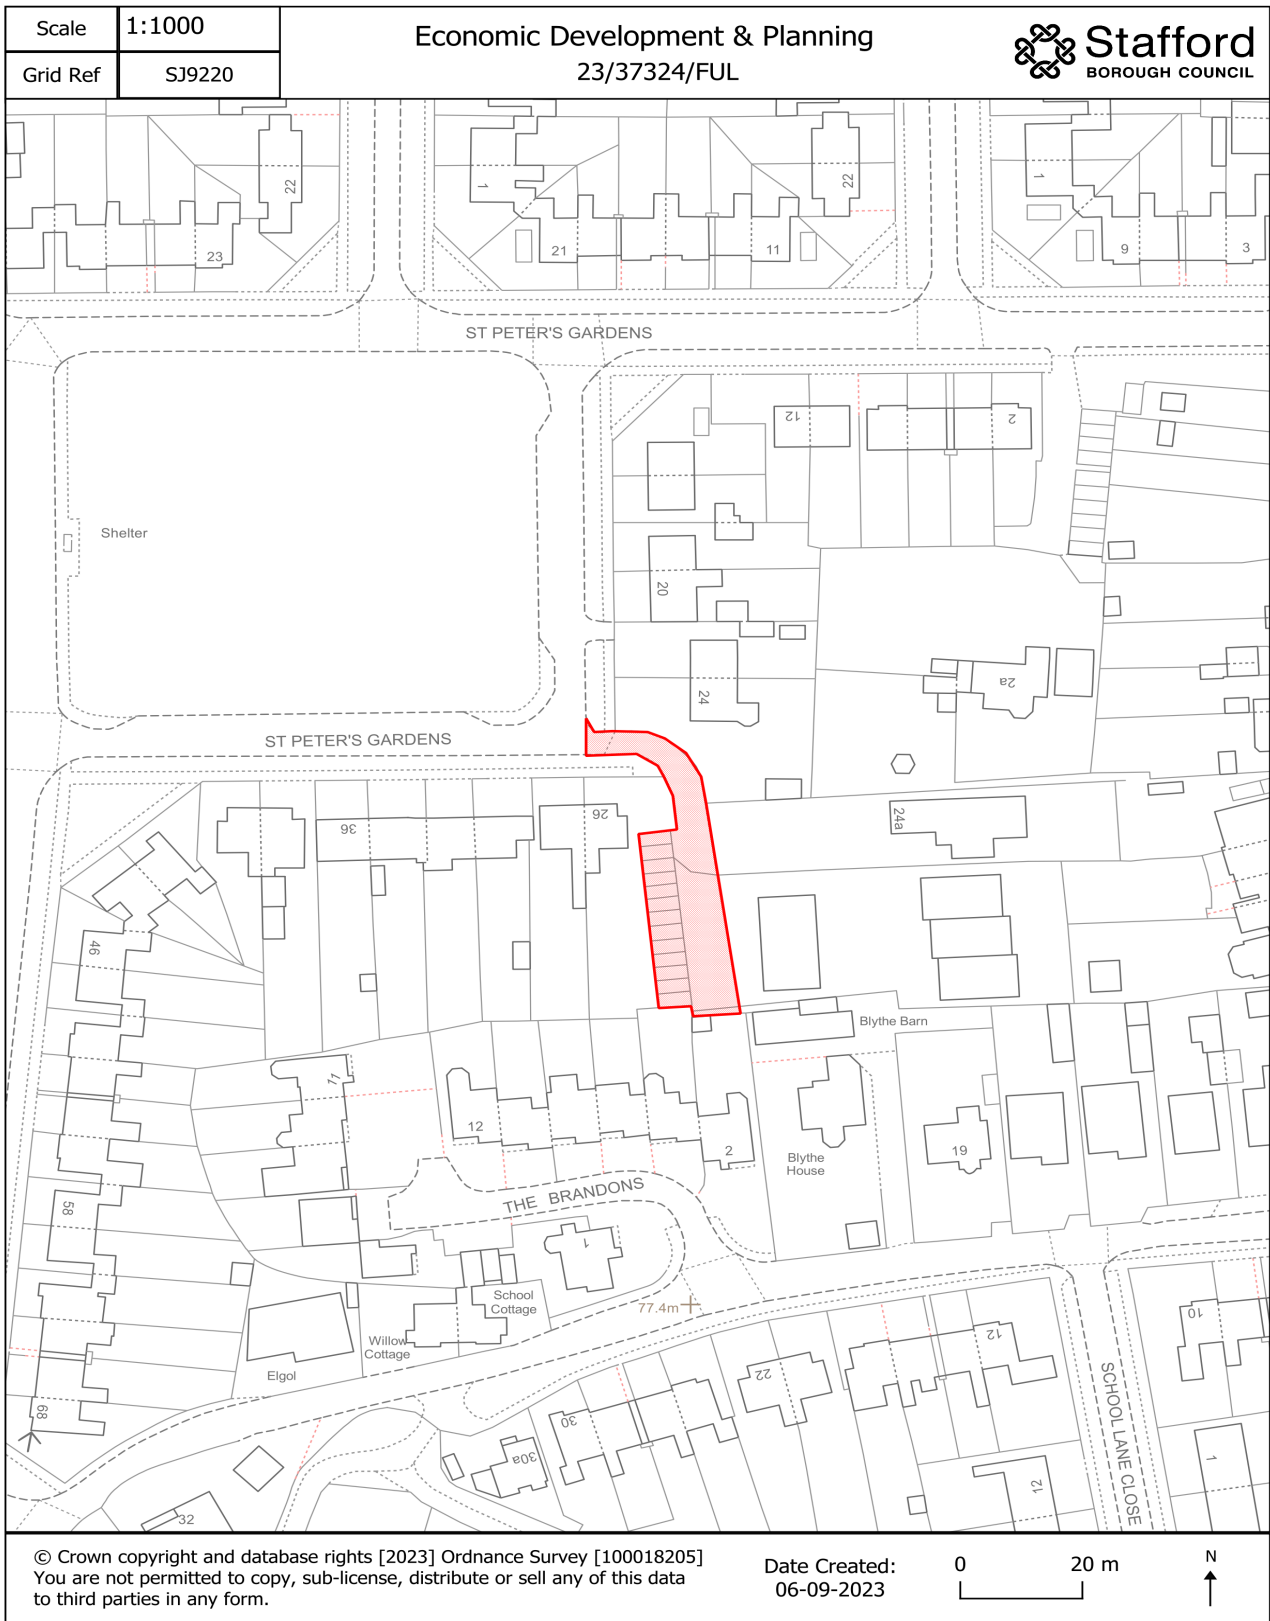 Scale
1:1000
Grid Ref
SJ9220
Economic Development & Planning
23/37324/FUL
Stafford
BOROUGH COUNCIL
22
1
22
1
23
21
11
9
3
ST PETER'S GARDENS
12
2
Shelter
20
2a
24
ST PETER'S GARDENS
36
26
24a
46
Blythe Barn
11
12
2
Blythe
House
19
58
THE BRANDONS
1
School
Cottage
77.4m
10
Willow
Cottage
12
Elgol
22
SCHOOL LANE CLOSE
68
30
30a
1
12
32
© Crown copyright and database rights [2023] Ordnance Survey [100018205]
You are not permitted to copy, sub-license, distribute or sell any of this data
to third parties in any form.
Date Created:
06-09-2023
0
20 m
N